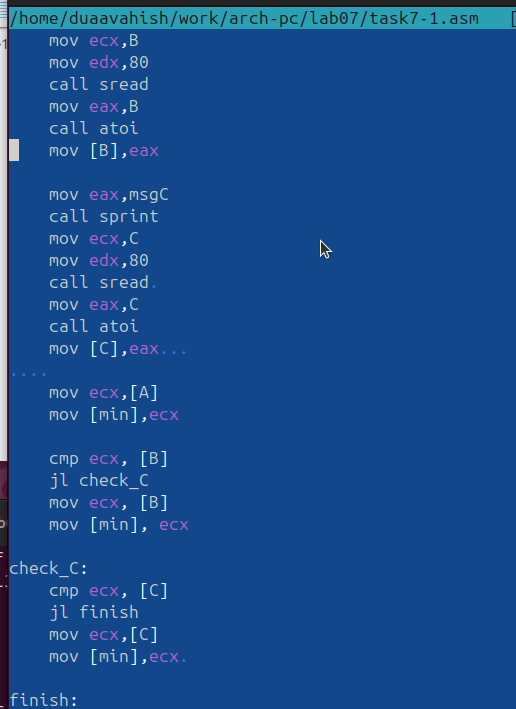 /home/duaavahish/work/arch-pc/lab07/task7-1.asm [
mov ecx,B
mov edx,80
call sread
mov eax,B
call atoi
mov [B],eax
mov eax,msgC
call sprint
mov ecx,C
mov edx,80
call sread.
mov eax,C
call atoi
mov [C],eax...
....
mov ecx,[A]
mov [min],ecx
cmp ecx, [B]
jl check_C
mov ecx, [B]
mov [min], ecx
check_C:
cmp ecx, [C]
jl finish
mov ecx,[C]
mov [min],ecx.
finish: